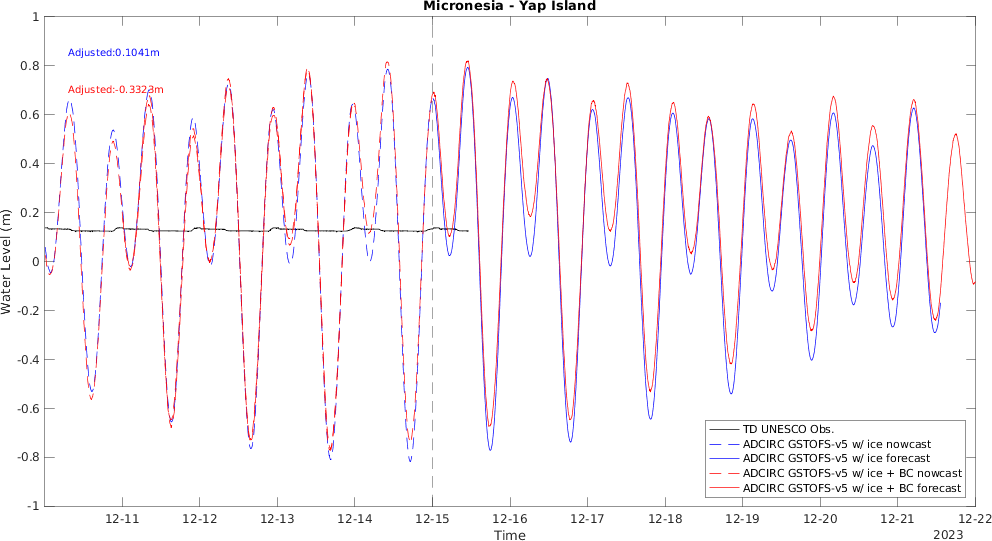 Micronesia - Yap Island
Adjusted:0.1041m
Adjusted:-0.3323m
Water Level (m)
1
0.8
0.6
0.4
0.2
0
-0.2
-0.4
-0.6
-0.8
-1
TD UNESCO Obs.
ADCIRC GSTOFS-v5 w/ ice nowcast
ADCIRC GSTOFS-v5 w/ ice forecast
ADCIRC GSTOFS-v5 w/ ice + BC nowcast
ADCIRC GSTOFS-v5 w/ ice + BC forecast
12-11 12-12 12-13 12-14 12-15 12-16 12-17 12-18 12-19 12-20 12-21 12-22
Time
2023